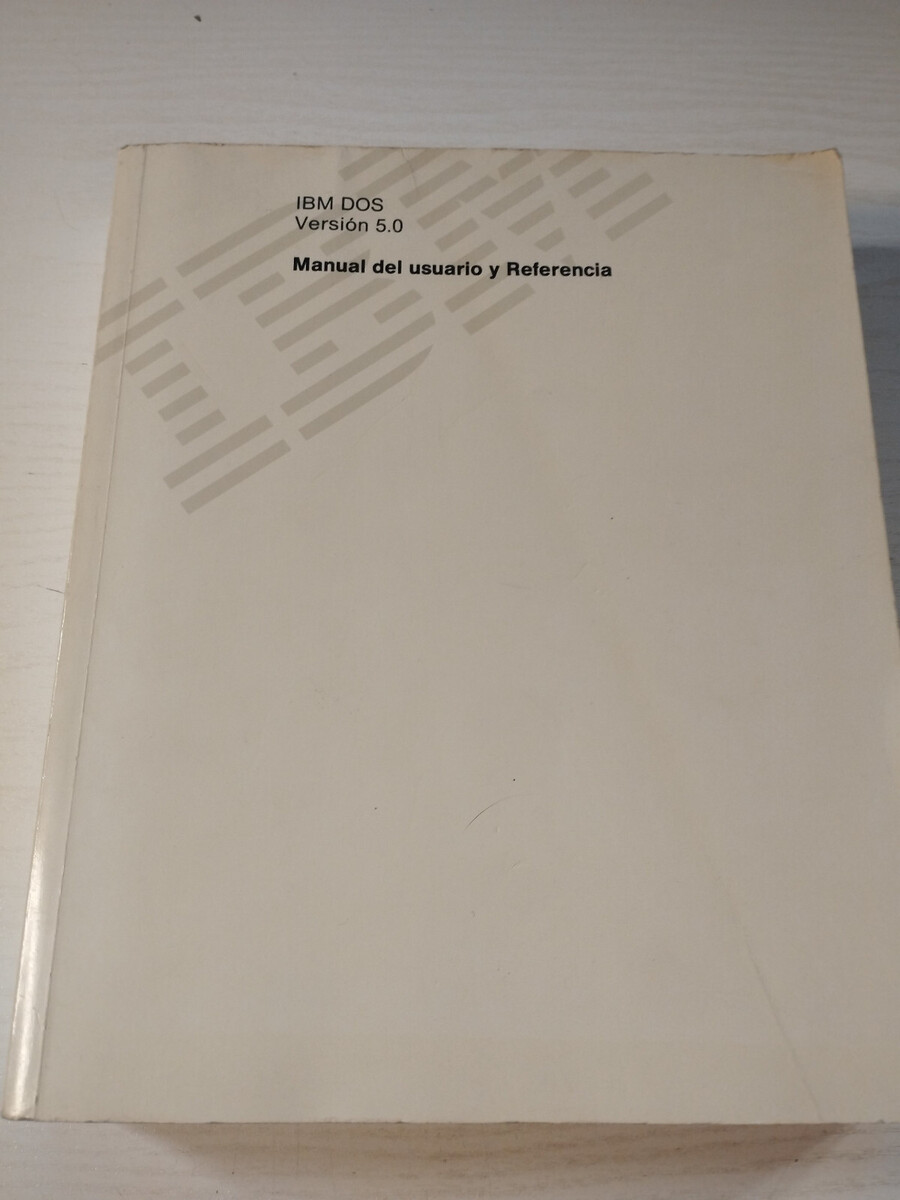 IBM DOS
Versión 5.0
Manual del usuario y Referencia